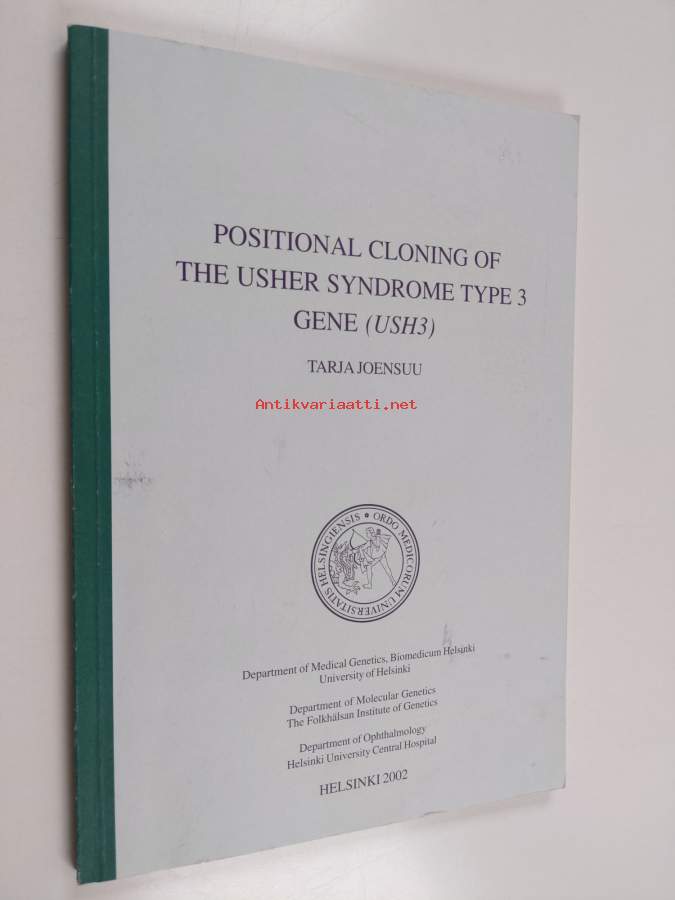 POSITIONAL CLONING OF
THE USHER SYNDROME TYPE 3
GENE (USH3)
TARJA JOENSUU
Antikvariaatti.net
ORDO MEDICORUM UNIVERSITATIS HELSINGIENSIS
Department of Medical Genetics, Biomedicum Helsinki
University of Helsinki
Department of Molecular Genetics
The Folkhälsan Institute of Genetics
Department of Ophthalmology
Helsinki University Central Hospital
HELSINKI 2002